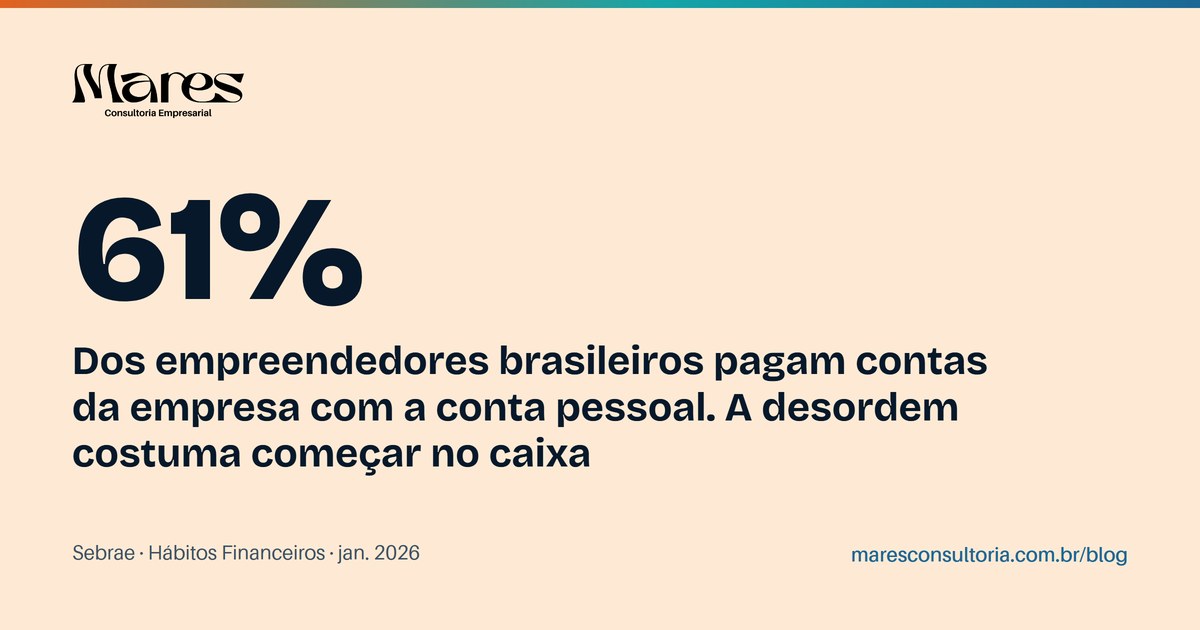 Mares
Consultoria Empresarial
61%
Dos empreendedores brasileiros pagam contas
da empresa com a conta pessoal. A desordem
costuma começar no caixa
Sebrae · Hábitos Financeiros · jan. 2026
maresconsultoria.com.br/blog